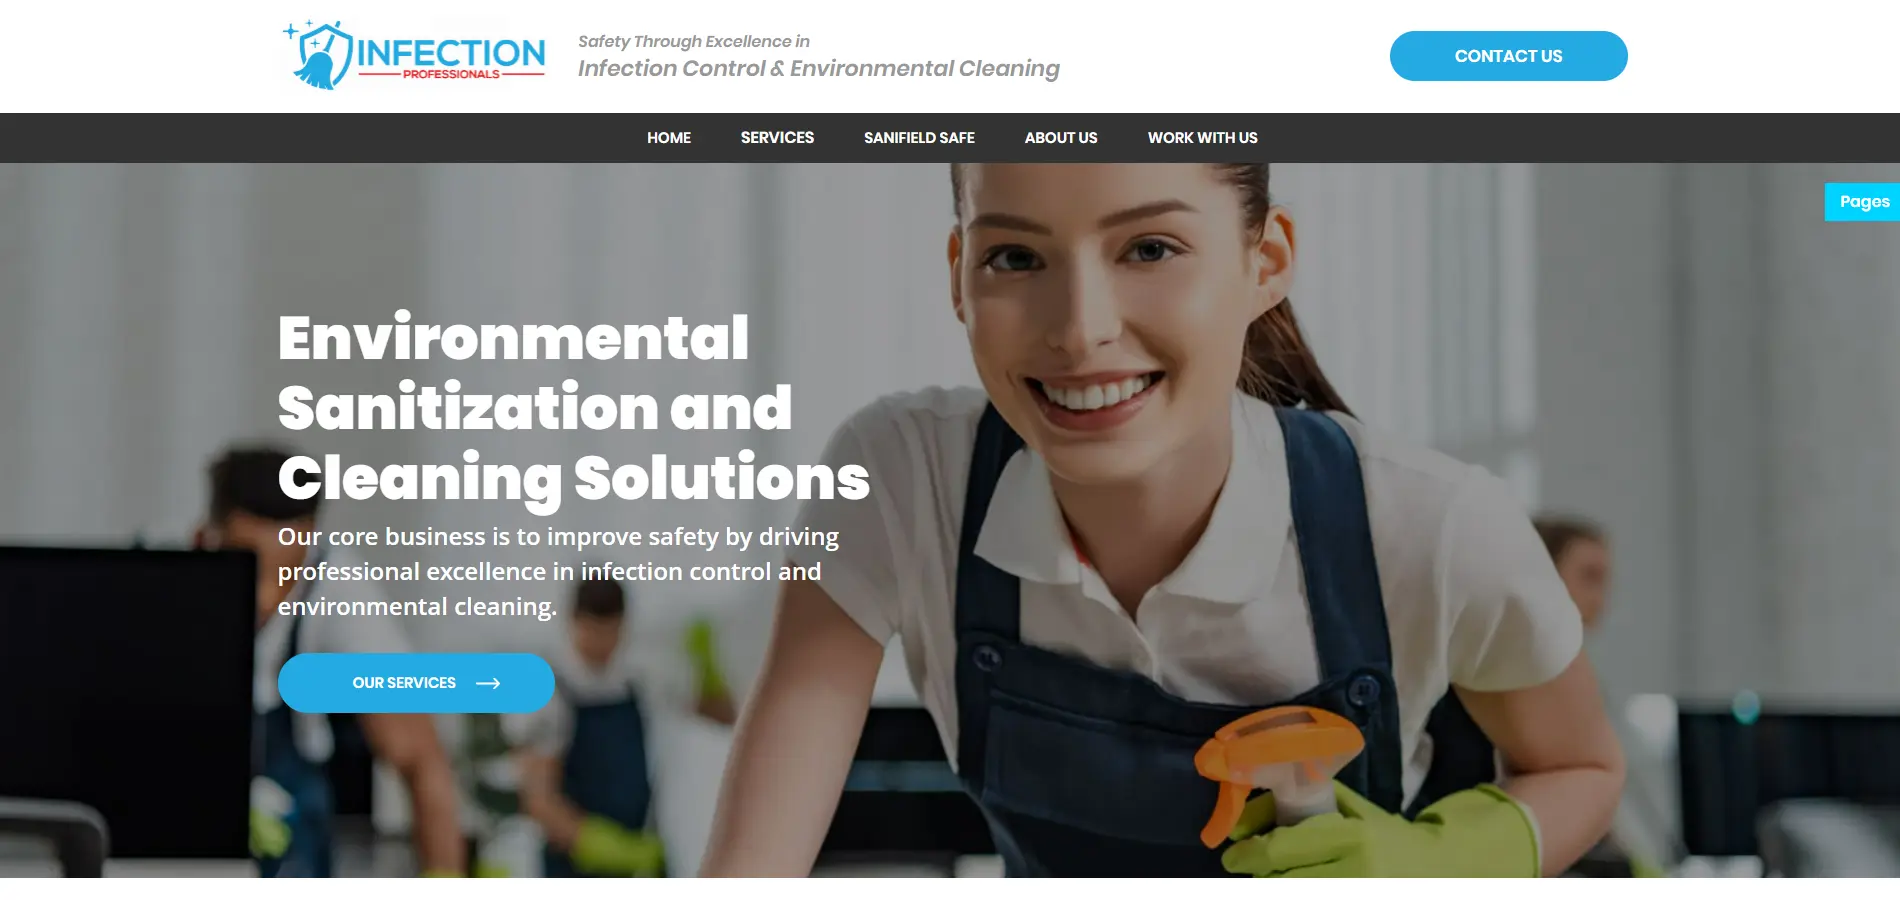 INFECTION
PROFESSIONALS
Safety Through Excellence in
Infection Control & Environmental Cleaning
CONTACT US
HOME
SERVICES
SANIFIELD SAFE
ABOUT US
WORK WITH US
Pages
Environmental
Sanitization and
Cleaning Solutions
Our core business is to improve safety by driving
professional excellence in infection control and
environmental cleaning.
OUR SERVICES